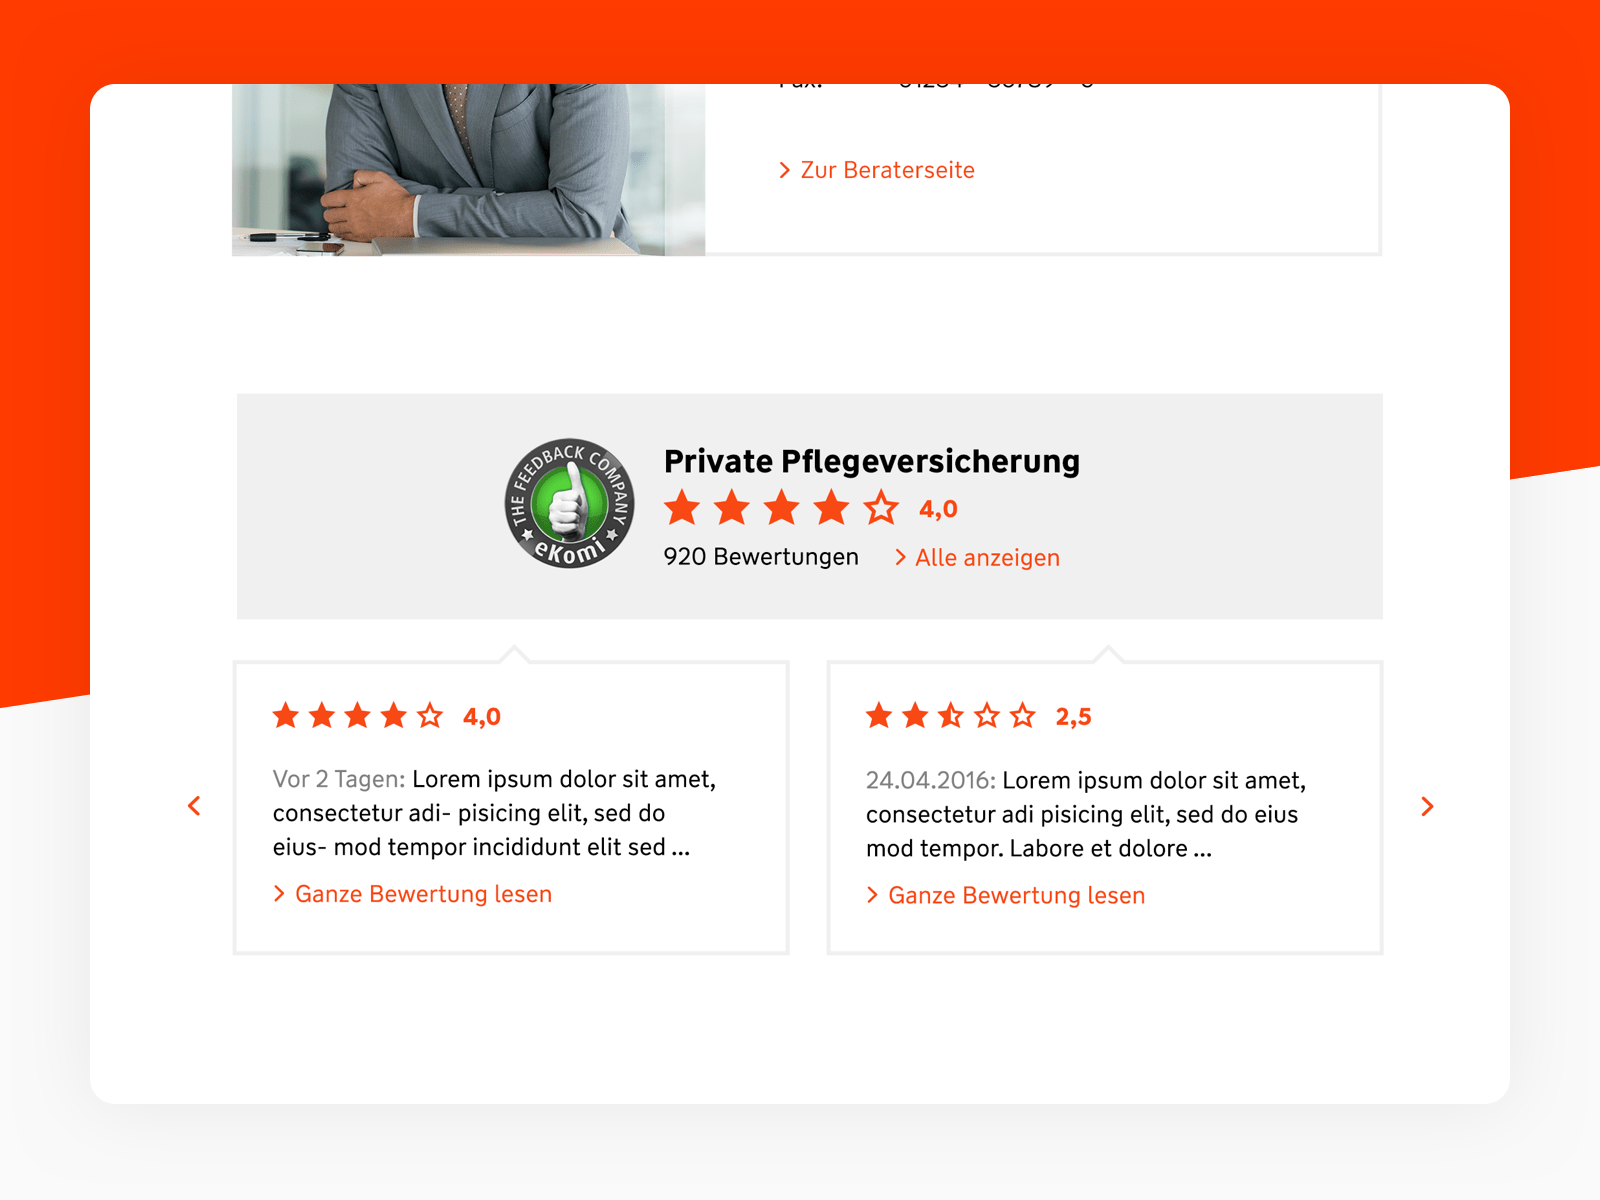 Zur Beraterseite
THE FEEDBACK COMPANY
eKomi
Private Pflegeversicherung
4,0
920 Bewertungen
Alle anzeigen
4,0
Vor 2 Tagen: Lorem ipsum dolor sit amet,
consectetur adi- pisicing elit, sed do
eius- mod tempor incididunt elit sed ...
Ganze Bewertung lesen
2,5
24.04.2016: Lorem ipsum dolor sit amet,
consectetur adi pisicing elit, sed do eius
mod tempor. Labore et dolore ...
Ganze Bewertung lesen